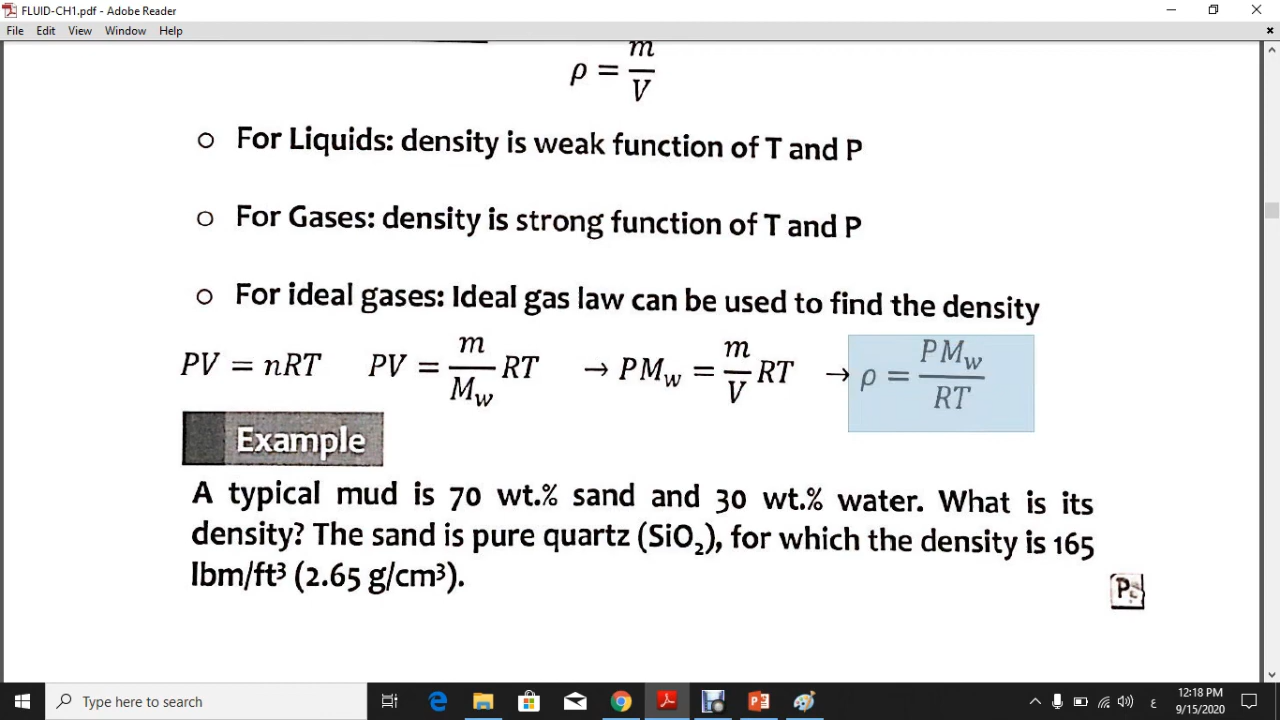 FLUID-CH1.pdf - Adobe Reader
File Edit View Window Help
ρ = m/V
For Liquids: density is weak function of T and P
For Gases: density is strong function of T and P
For ideal gases: Ideal gas law can be used to find the density
PV = nRT PV = m/M_w RT → PM_w = m/V RT → ρ = PM_w/RT
Example
A typical mud is 70 wt.% sand and 30 wt.% water. What is its
density? The sand is pure quartz (SiO₂), for which the density is 165
lbm/ft³ (2.65 g/cm³).
Type here to search
ع
12:18 PM
9/15/2020